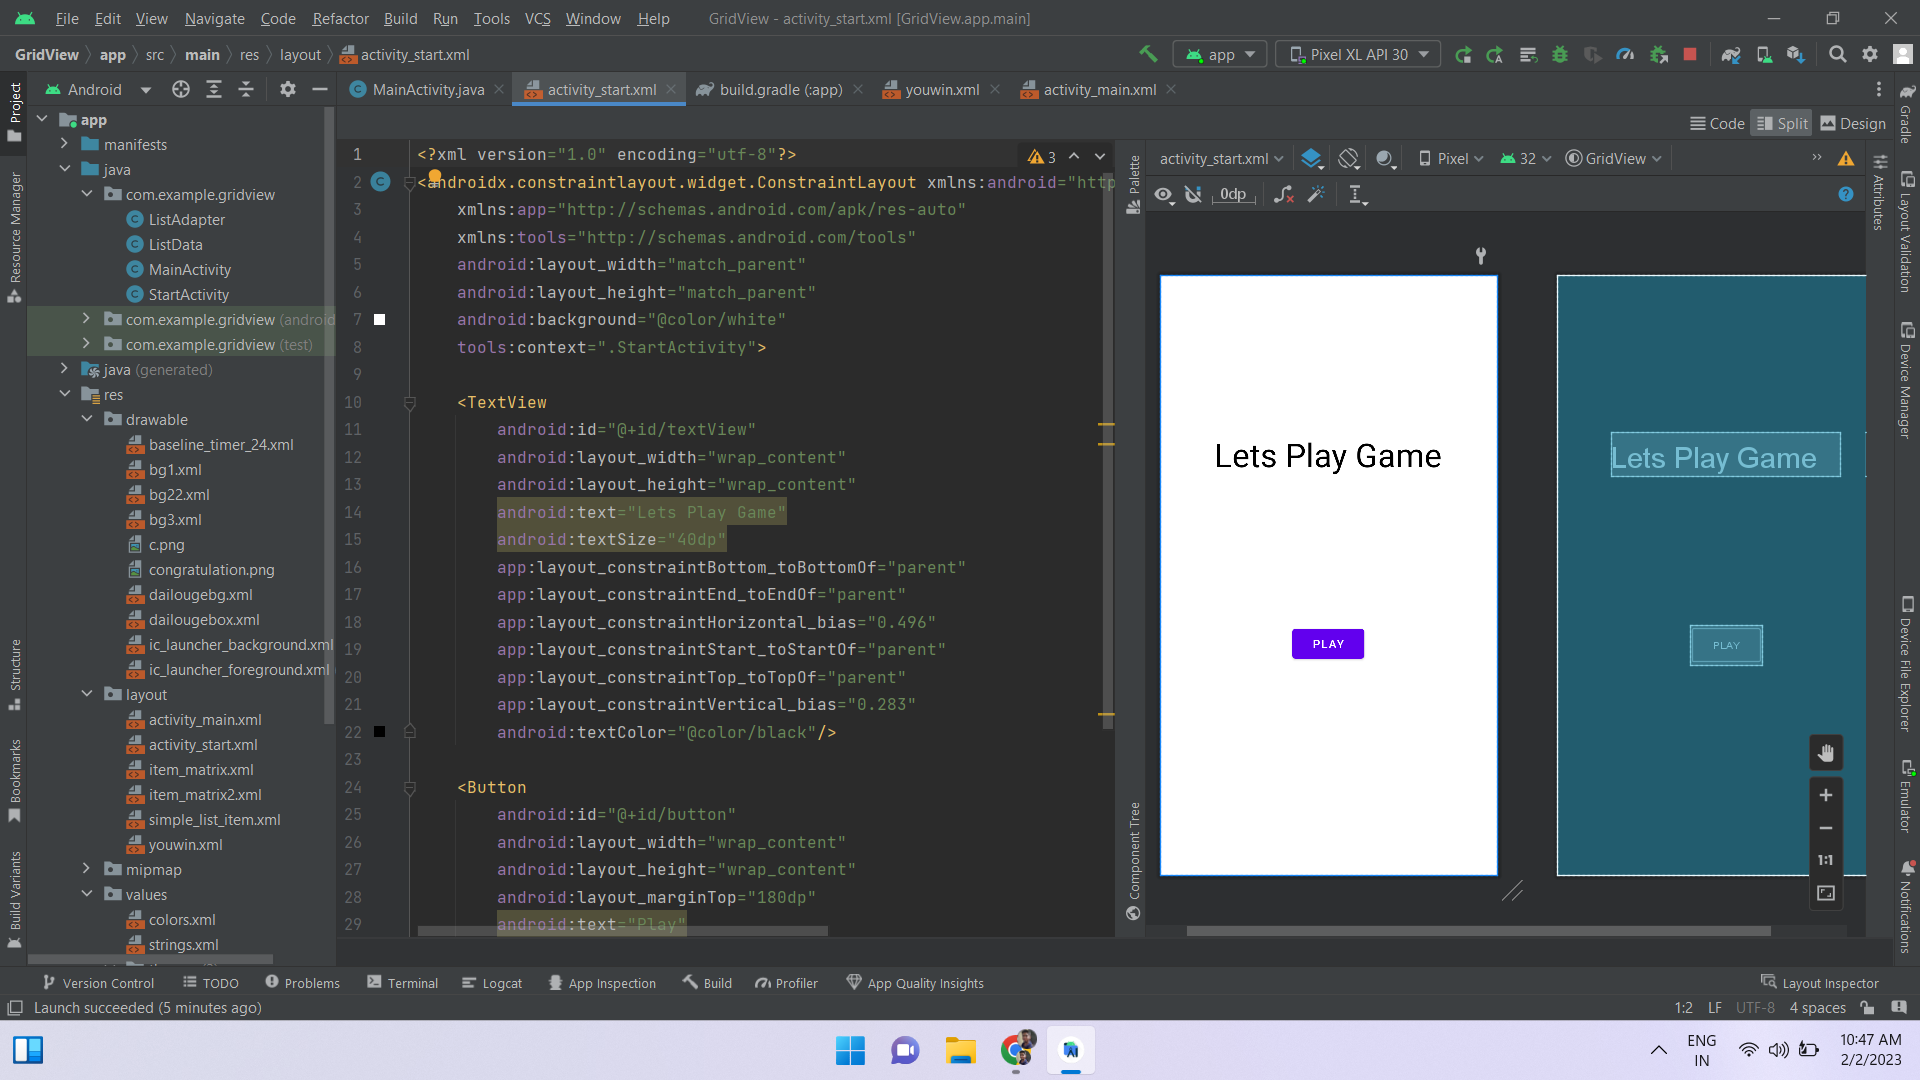 File Edit View Navigate Code Refactor Build Run Tools VCS Window Help GridView - activity_start.xml [GridView.app.main]
GridView app src main res layout activity_start.xml
app Pixel XL API 30
Android
MainActivity.java activity_start.xml build.gradle (:app) youwin.xml activity_main.xml
Code Split Design
Project
Resource Manager
Structure
Bookmarks
Build Variants
app
manifests
java
com.example.gridview
ListAdapter
ListData
MainActivity
StartActivity
com.example.gridview (android
com.example.gridview (test)
java (generated)
res
drawable
baseline_timer_24.xml
bg1.xml
bg22.xml
bg3.xml
c.png
congratulation.png
dailougebg.xml
dailougebox.xml
ic_launcher_background.xml
ic_launcher_foreground.xml
layout
activity_main.xml
activity_start.xml
item_matrix.xml
item_matrix2.xml
simple_list_item.xml
youwin.xml
mipmap
values
colors.xml
strings.xml
1 <?xml version="1.0" encoding="utf-8"?>
3
2 <androidx.constraintlayout.widget.ConstraintLayout xmlns:android="http
3 xmlns:app="http://schemas.android.com/apk/res-auto"
4 xmlns:tools="http://schemas.android.com/tools"
5 android:layout_width="match_parent"
6 android:layout_height="match_parent"
7 android:background="@color/white"
8 tools:context=".StartActivity">
9
10 <TextView
11 android:id="@+id/textView"
12 android:layout_width="wrap_content"
13 android:layout_height="wrap_content"
14 android:text="Lets Play Game"
15 android:textSize="40dp"
16 app:layout_constraintBottom_toBottomOf="parent"
17 app:layout_constraintEnd_toEndOf="parent"
18 app:layout_constraintHorizontal_bias="0.496"
19 app:layout_constraintStart_toStartOf="parent"
20 app:layout_constraintTop_toTopOf="parent"
21 app:layout_constraintVertical_bias="0.283"
22 android:textColor="@color/black"/>
23
24 <Button
25 android:id="@+id/button"
26 android:layout_width="wrap_content"
27 android:layout_height="wrap_content"
28 android:layout_marginTop="180dp"
29 android:text="Play"
Palette
Component Tree
activity_start.xml Pixel 32 GridView
0dp
Lets Play Game
PLAY
Lets Play Game
PLAY
1:1
Attributes
Gradle
Layout Validation
Device Manager
Device File Explorer
Emulator
Notifications
Version Control TODO Problems Terminal Logcat App Inspection Build Profiler App Quality Insights Layout Inspector
Launch succeeded (5 minutes ago) 1:2 LF UTF-8 4 spaces
ENG
IN
10:47 AM
2/2/2023